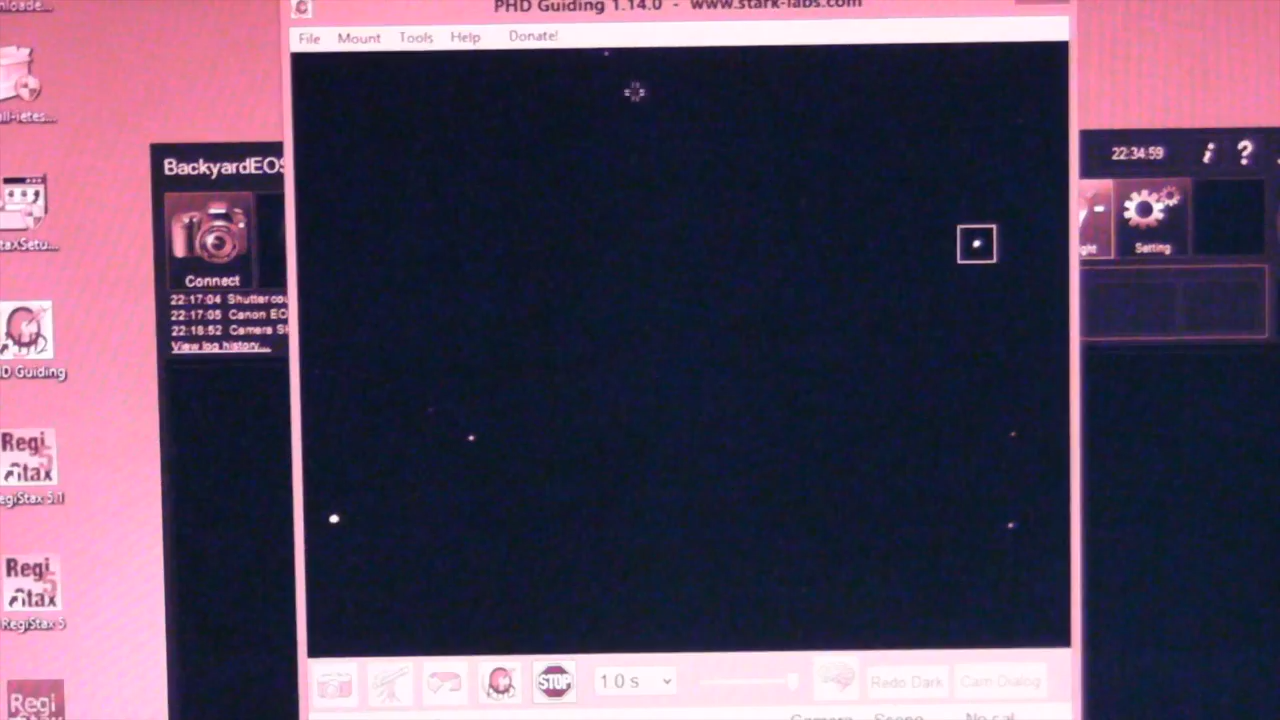 PHD Guiding 1.14.0 - www.stark-labs.com
File Mount Tools Help Donate!
BackyardEOS
22:34:59
i ?
Connect
Setting
22:17:04 Shutter cou
22:17:05 Canon EO
22:18:52 Camera
View log history...
D Guiding
Regi
5
Stax
egiStax 5.1
Regi
5
Stax
RegiStax 5
Regi
STOP
1.0 s
Redo Dark
Cam Dialog
Camera Scope No cal